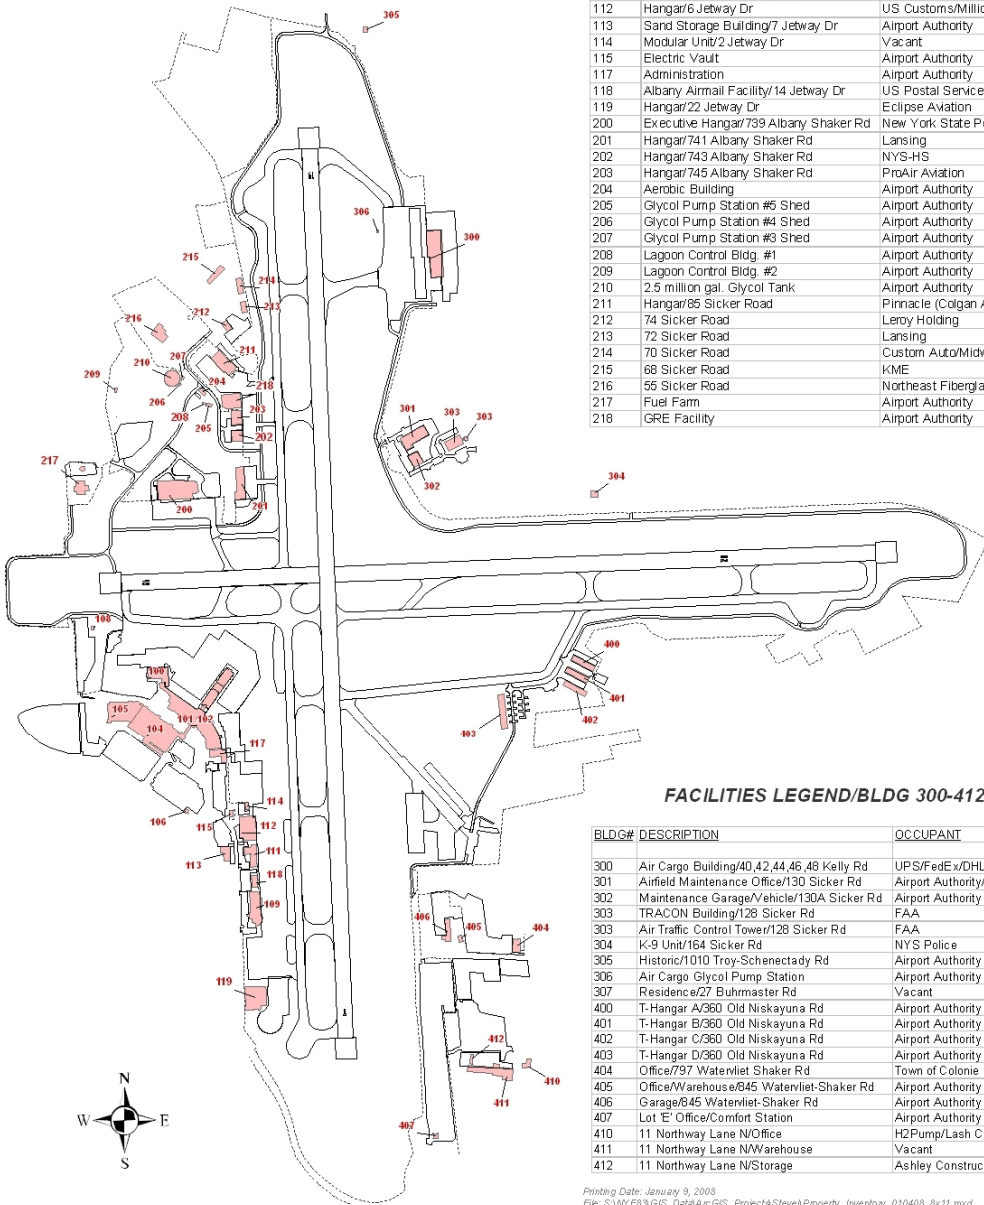 112 Hangar/6 Jetway Dr US Customs/Millio
113 Sand Storage Building/7 Jetway Dr Airport Authority
114 Modular Unit/2 Jetway Dr Vacant
115 Electric Vault Airport Authority
117 Administration Airport Authority
118 Albany Airmail Facility/14 Jetway Dr US Postal Service
119 Hangar/22 Jetway Dr Eclipse Aviation
200 Executive Hangar/739 Albany Shaker Rd New York State Po
201 Hangar/741 Albany Shaker Rd Lansing
202 Hangar/743 Albany Shaker Rd NYS-HS
203 Hangar/745 Albany Shaker Rd ProAir Aviation
204 Aerobic Building Airport Authority
205 Glycol Pump Station #5 Shed Airport Authority
206 Glycol Pump Station #4 Shed Airport Authority
207 Glycol Pump Station #3 Shed Airport Authority
208 Lagoon Control Bldg. #1 Airport Authority
209 Lagoon Control Bldg. #2 Airport Authority
210 2.5 million gal. Glycol Tank Airport Authority
211 Hangar/85 Sicker Road Pinnacle (Colgan A
212 74 Sicker Road Leroy Holding
213 72 Sicker Road Lansing
214 70 Sicker Road Custom Auto/Midw
215 68 Sicker Road KME
216 55 Sicker Road Northeast Fibergla
217 Fuel Farm Airport Authority
218 GRE Facility Airport Authority
305
306
300
215
214
213
212
216
207
211
210
209
206
204
218
208
205
203
202
217
200
201
301
303
303
302
304
108
100
105
101
102
104
117
400
401
402
403
106
115
114
112
113
111
118
109
119
406
405
404
412
410
411
407
N
W E
S
FACILITIES LEGEND/BLDG 300-412
BLDG# DESCRIPTION OCCUPANT
300 Air Cargo Building/40,42,44,46,48 Kelly Rd UPS/FedEx/DHL
301 Airfield Maintenance Office/130 Sicker Rd Airport Authority/
302 Maintenance Garage/Vehicle/130A Sicker Rd Airport Authority
303 TRACON Building/128 Sicker Rd FAA
303 Air Traffic Control Tower/128 Sicker Rd FAA
304 K-9 Unit/164 Sicker Rd NYS Police
305 Historic/1010 Troy-Schenectady Rd Airport Authority
306 Air Cargo Glycol Pump Station Airport Authority
307 Residence/27 Buhrmaster Rd Vacant
400 T-Hangar A/360 Old Niskayuna Rd Airport Authority
401 T-Hangar B/360 Old Niskayuna Rd Airport Authority
402 T-Hangar C/360 Old Niskayuna Rd Airport Authority
403 T-Hangar D/360 Old Niskayuna Rd Airport Authority
404 Office/797 Watervliet Shaker Rd Town of Colonie
405 Office/Warehouse/845 Watervliet-Shaker Rd Airport Authority
406 Garage/845 Watervliet-Shaker Rd Airport Authority
407 Lot 'E' Office/Comfort Station Airport Authority
410 11 Northway Lane N/Office H2Pump/Lash C
411 11 Northway Lane N/Warehouse Vacant
412 11 Northway Lane N/Storage Ashley Construc
Printing Date: January 9, 2008